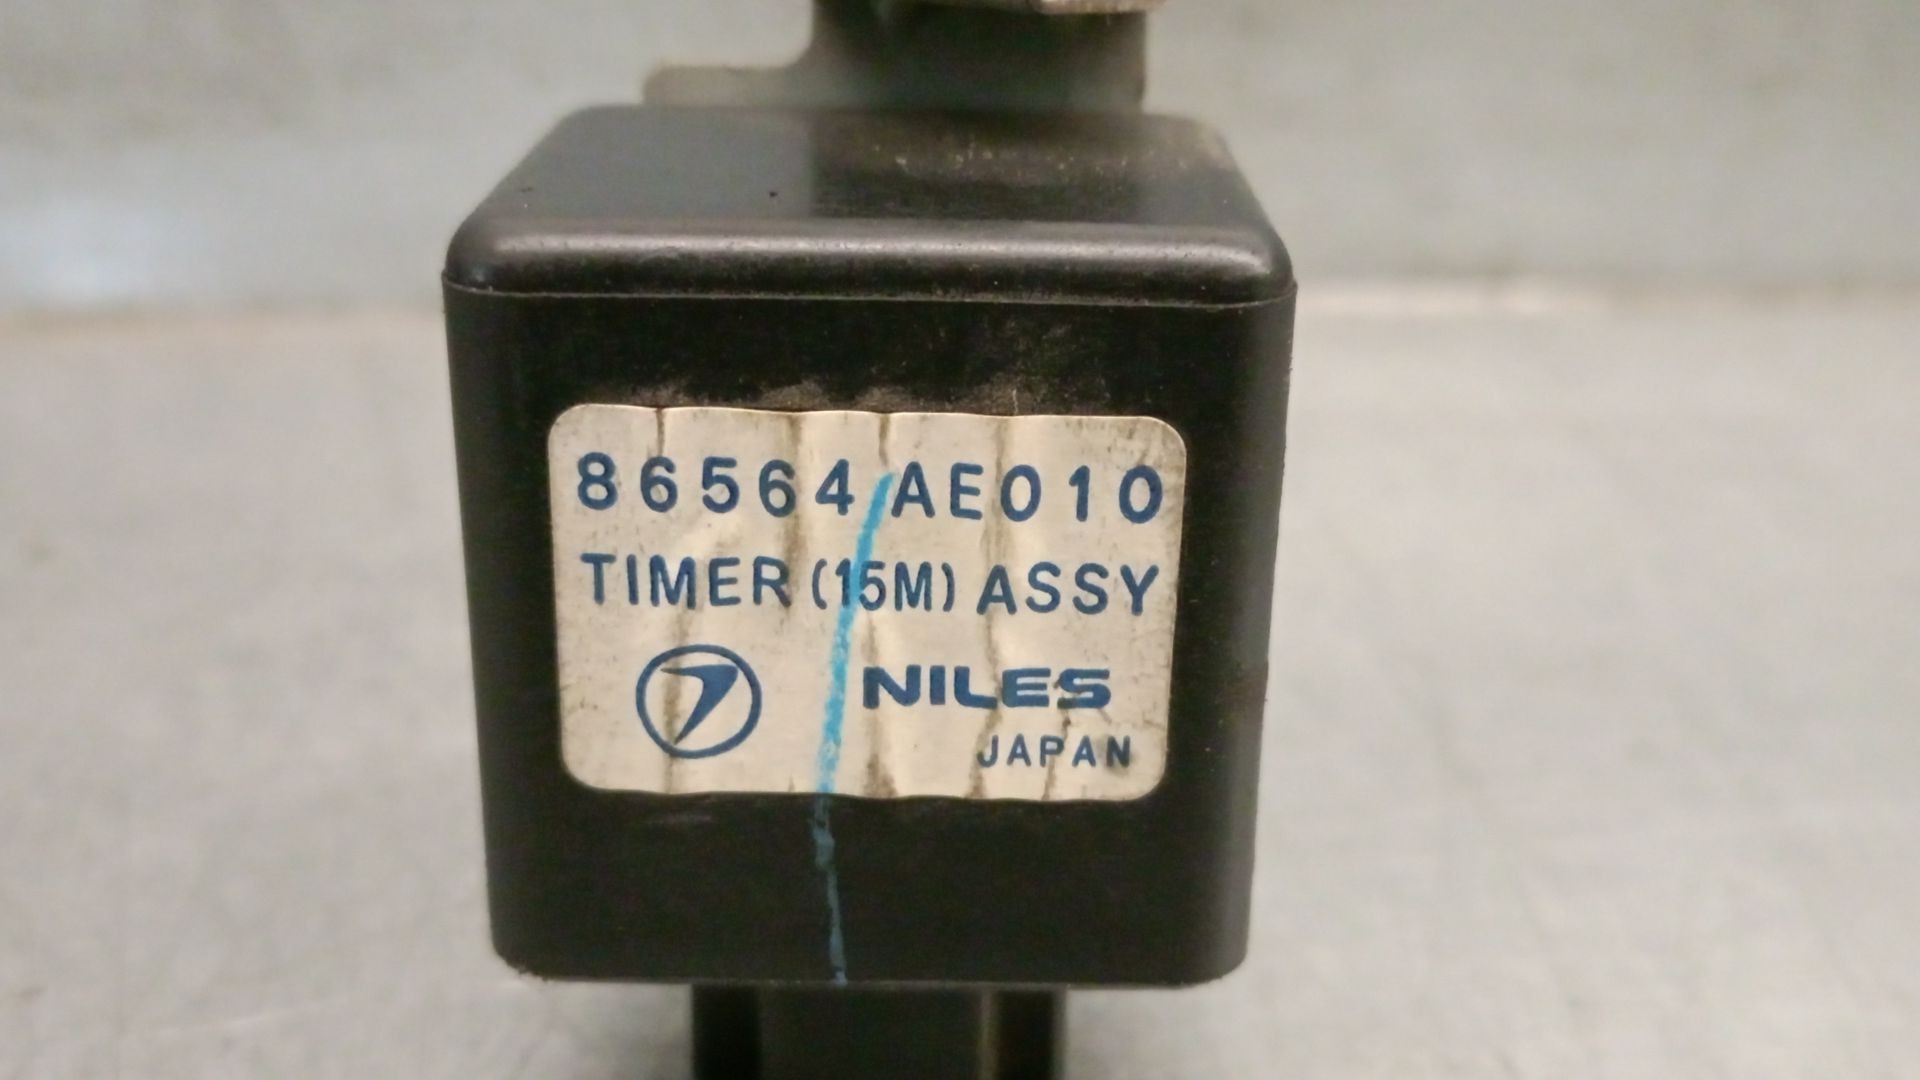 86564 AE010
TIMER (15M) ASSY
NILES
JAPAN